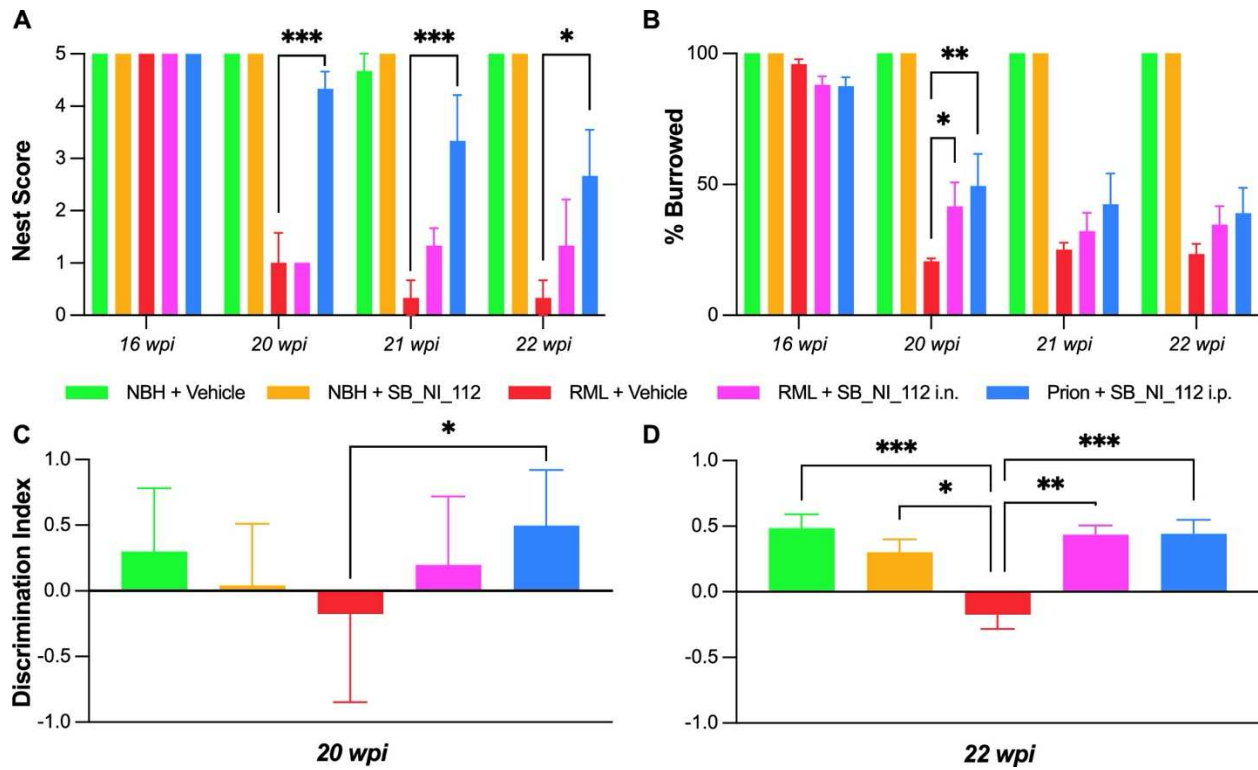 A
B
*** *** *
** *
Nest Score
5
4
3
2
1
0
16 wpi 20 wpi 21 wpi 22 wpi
% Burrowed
100
50
0
16 wpi 20 wpi 21 wpi 22 wpi
NBH + Vehicle NBH + SB_NI_112 RML + Vehicle RML + SB_NI_112 i.n. Prion + SB_NI_112 i.p.
C
*
Discrimination Index
1.0
0.5
0.0
-0.5
-1.0
20 wpi
D
*** * ** ***
1.0
0.5
0.0
-0.5
-1.0
22 wpi